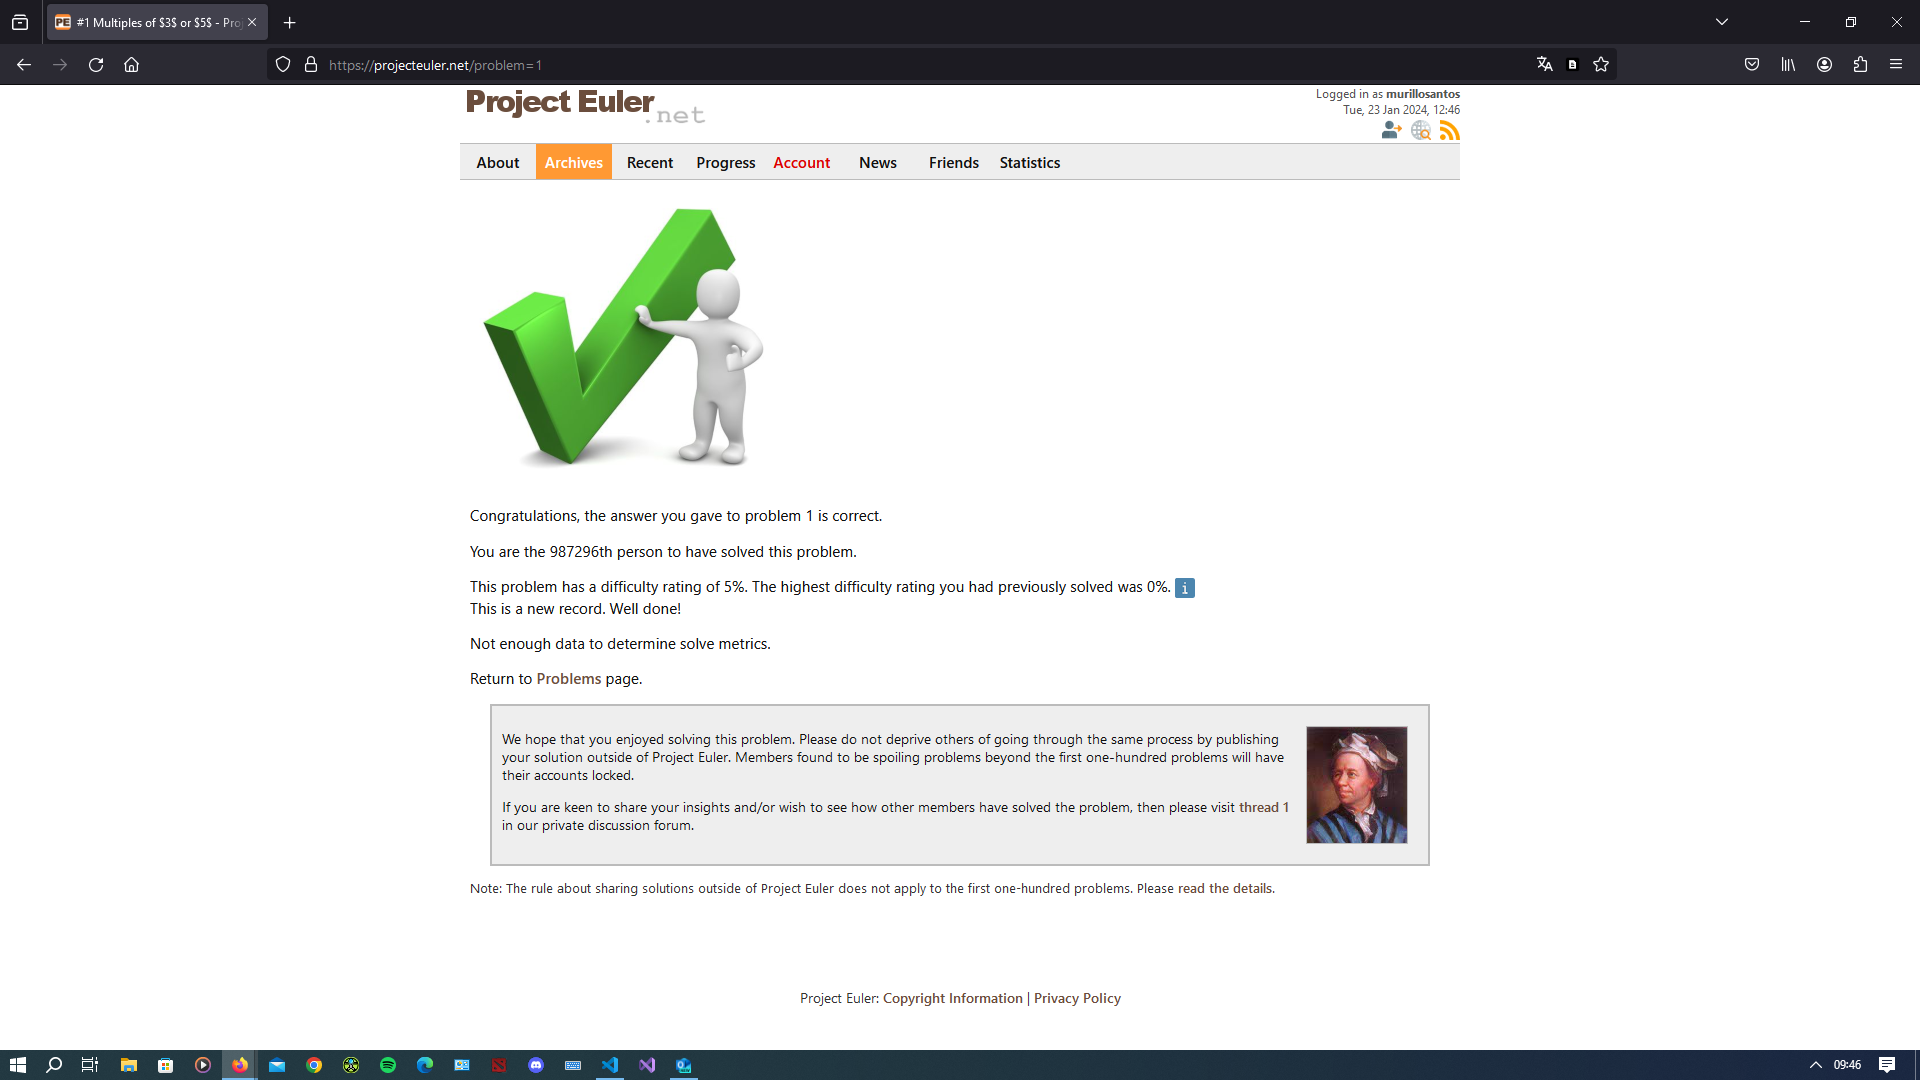 #1 Multiples of $3$ or $5$ - Pro
https://projecteuler.net/problem=1
Project Euler
.net
Logged in as murillosantos
Tue, 23 Jan 2024, 12:46
About Archives Recent Progress Account News Friends Statistics
Congratulations, the answer you gave to problem 1 is correct.
You are the 987296th person to have solved this problem.
This problem has a difficulty rating of 5%. The highest difficulty rating you had previously solved was 0%. i
This is a new record. Well done!
Not enough data to determine solve metrics.
Return to Problems page.
We hope that you enjoyed solving this problem. Please do not deprive others of going through the same process by publishing
your solution outside of Project Euler. Members found to be spoiling problems beyond the first one-hundred problems will have
their accounts locked.
If you are keen to share your insights and/or wish to see how other members have solved the problem, then please visit thread 1
in our private discussion forum.
Note: The rule about sharing solutions outside of Project Euler does not apply to the first one-hundred problems. Please read the details.
Project Euler: Copyright Information | Privacy Policy
09:46